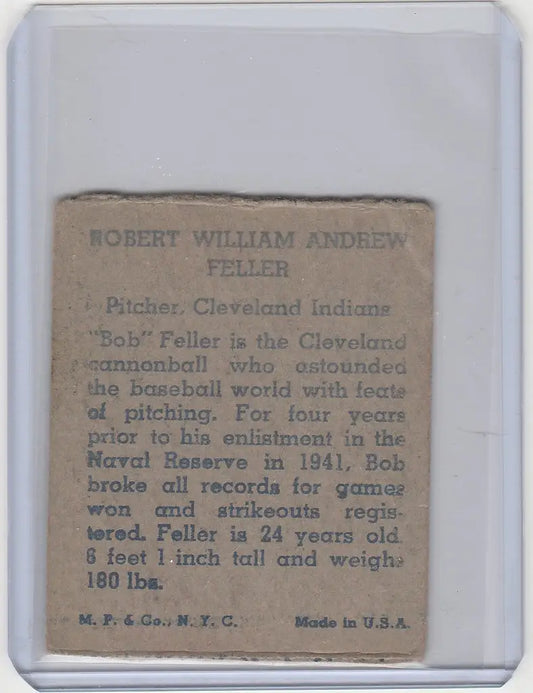 ROBERT WILLIAM ANDREW
FELLER
Pitcher, Cleveland Indians
"Bob" Feller is the Cleveland
cannonball who astounded
the baseball world with feats
of pitching. For four years
prior to his enlistment in the
Naval Reserve in 1941, Bob
broke all records for games
won and strikeouts regis-
tered. Feller is 24 years old.
6 feet 1 inch tall and weighs
180 lbs.
M. P. & Co., N. Y. C. Made in U.S.A.